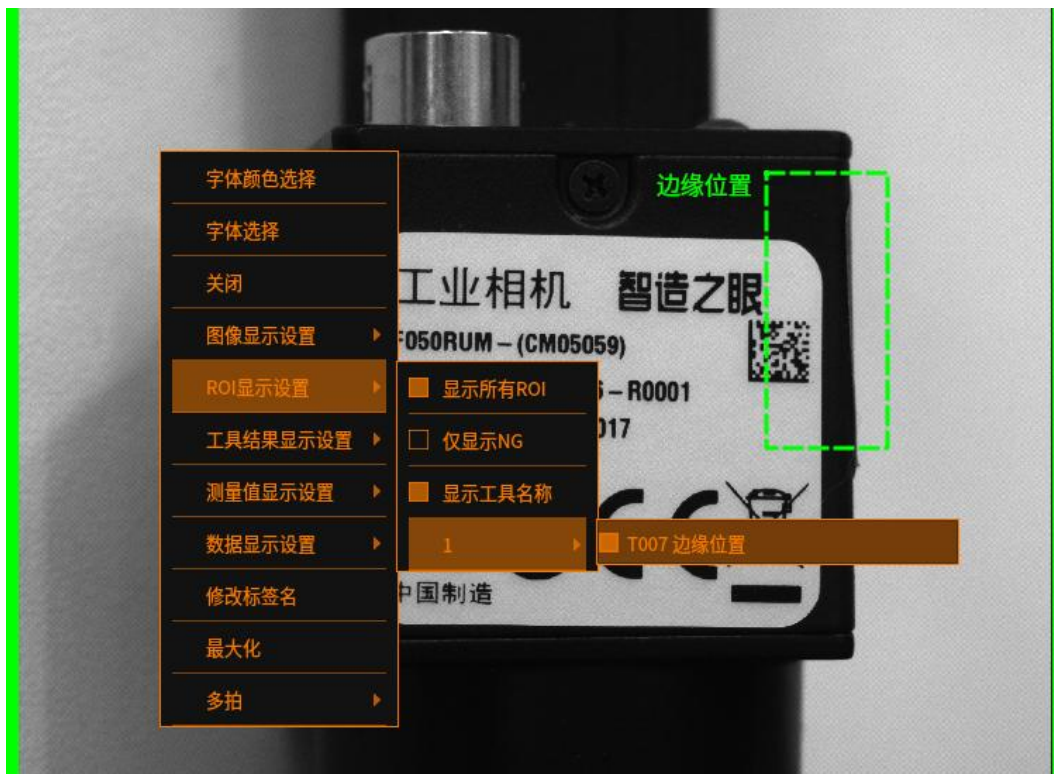 字体颜色选择
字体选择
关闭
图像显示设置
ROI显示设置
工具结果显示设置
测量值显示设置
数据显示设置
修改标签名
最大化
多拍
显示所有ROI
仅显示NG
显示工具名称
1
T007 边缘位置
边缘位置
工业相机 智造之眼
F050RUM – (CM05059)
– R0001
017
中国制造